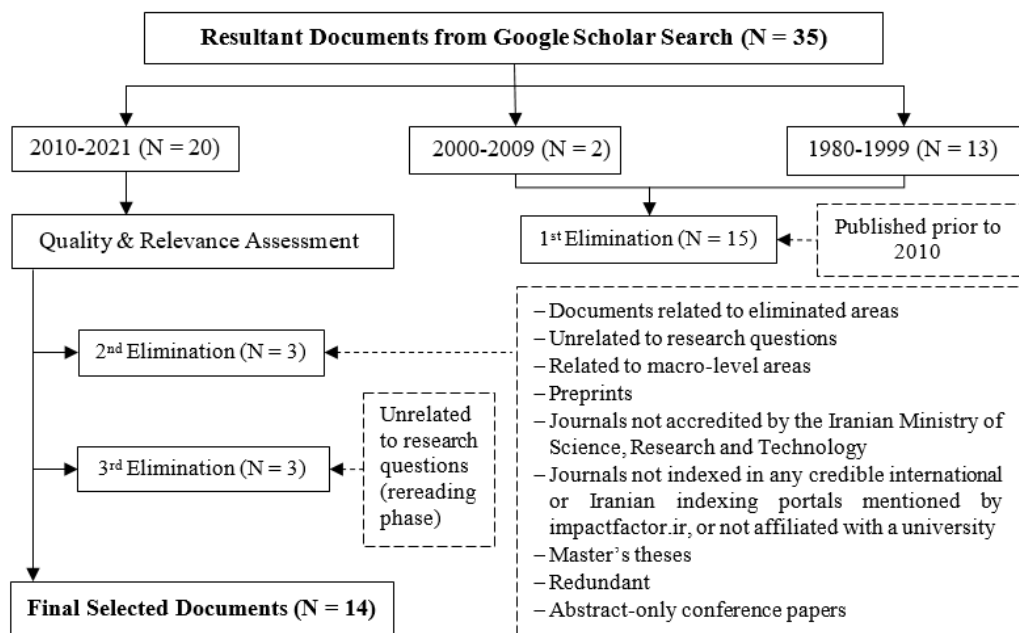 Resultant Documents from Google Scholar Search (N = 35)
2010-2021 (N = 20)
2000-2009 (N = 2)
1980-1999 (N = 13)
Quality & Relevance Assessment
1st Elimination (N = 15)
Published prior to
2010
2nd Elimination (N = 3)
3rd Elimination (N = 3)
Unrelated
to research
questions
(rereading
phase)
– Documents related to eliminated areas
– Unrelated to research questions
– Related to macro-level areas
– Preprints
– Journals not accredited by the Iranian Ministry of
Science, Research and Technology
– Journals not indexed in any credible international
or Iranian indexing portals mentioned by
impactfactor.ir, or not affiliated with a university
– Master's theses
– Redundant
– Abstract-only conference papers
Final Selected Documents (N = 14)